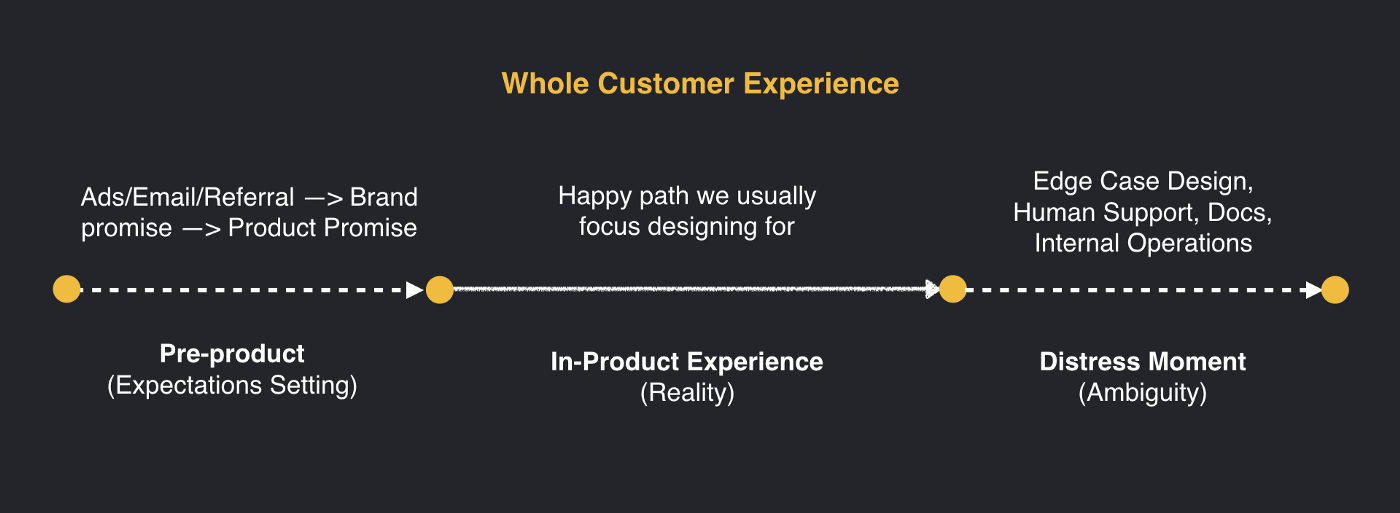 Whole Customer Experience
Ads/Email/Referral —> Brand
promise —> Product Promise
Happy path we usually
focus designing for
Edge Case Design,
Human Support, Docs,
Internal Operations
Pre-product
(Expectations Setting)
In-Product Experience
(Reality)
Distress Moment
(Ambiguity)